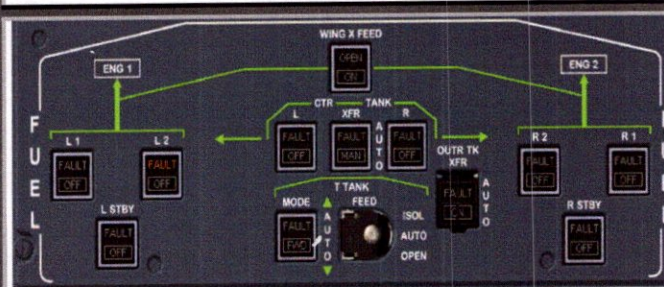 WING X FEED
OPEN
ON
ENG 1
ENG 2
FUEL
CTR TANK
L XFR R
FAULT
OFF
FAULT
MAN
AUTO
FAULT
OFF
L 1
FAULT
OFF
L 2
FAULT
OFF
L STBY
FAULT
OFF
T TANK
MODE
FAULT
FWD
AUTO
FEED
ISOL
AUTO
OPEN
OUTR TK
XFR
FAULT
ON
AUTO
R 2
FAULT
OFF
R 1
FAULT
OFF
R STBY
FAULT
OFF